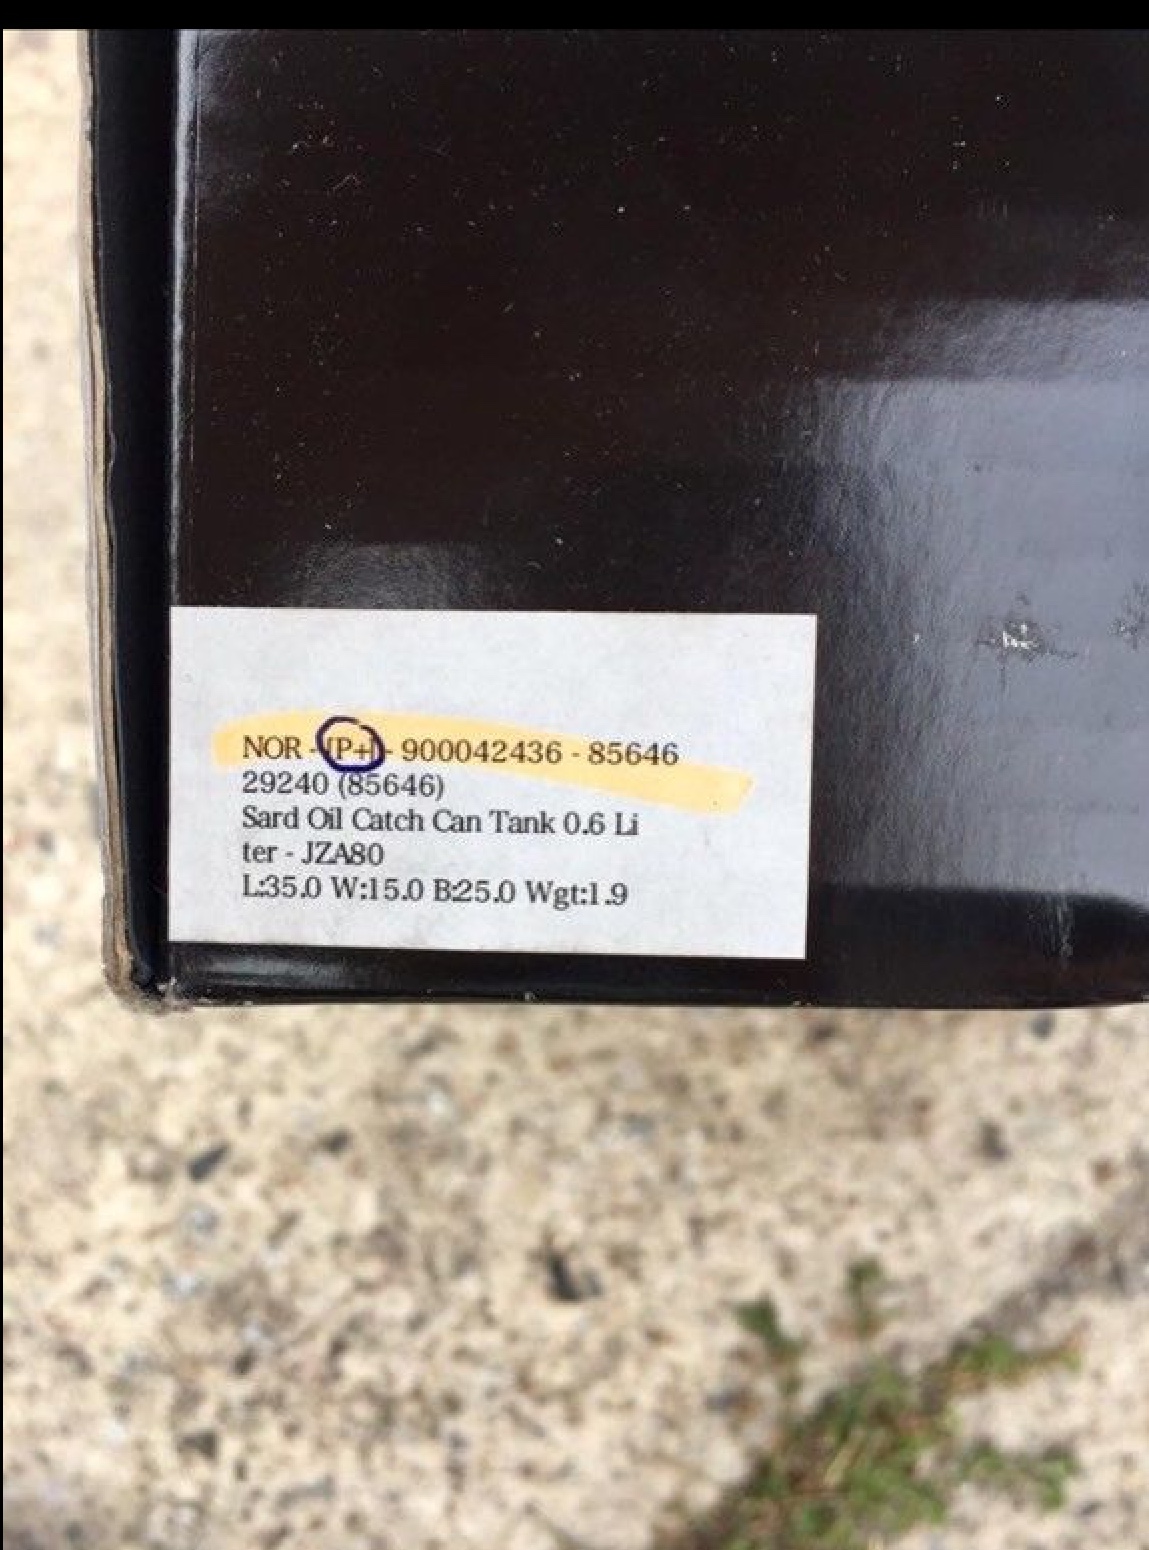 NOR - [P+] - 900042436 - 85646
29240 (85646)
Sard Oil Catch Can Tank 0.6 Li
ter - JZA80
L:35.0 W:15.0 B:25.0 Wgt:1.9